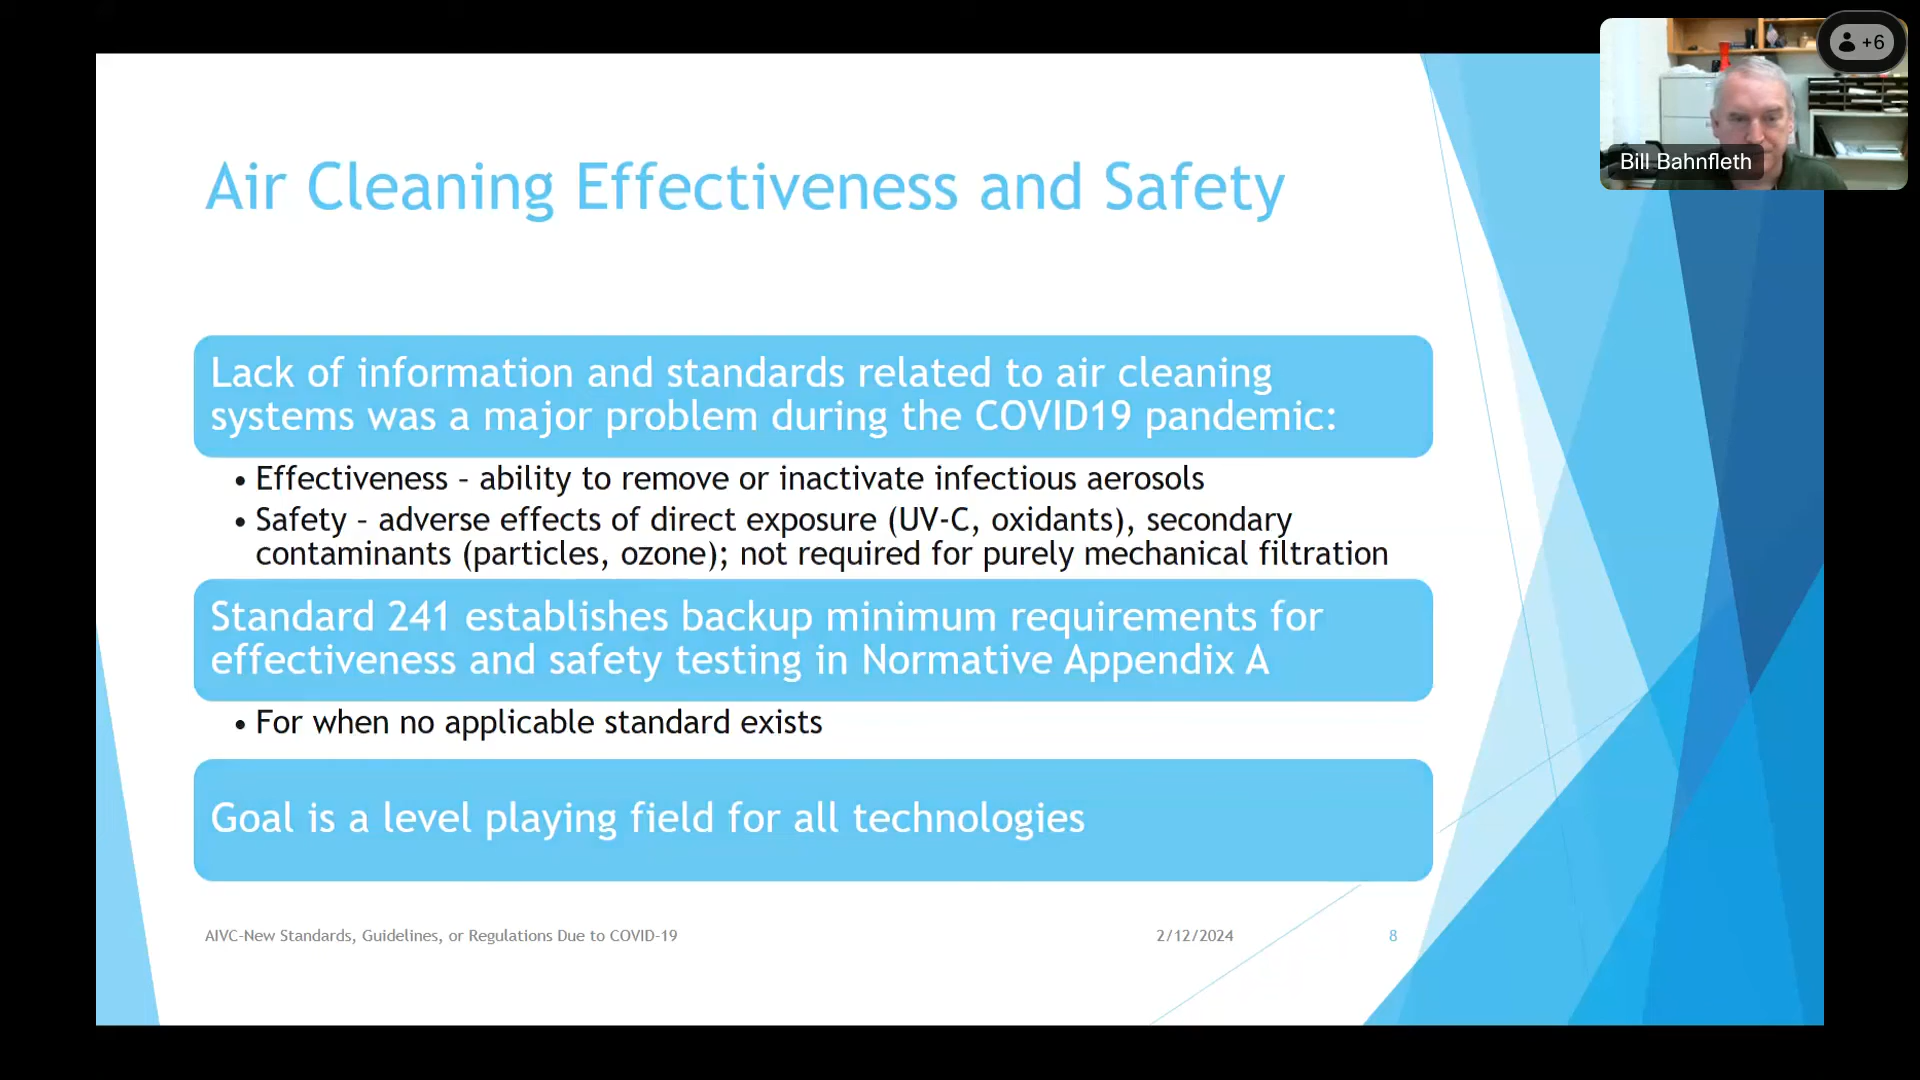 +6
Bill Bahnfleth
Air Cleaning Effectiveness and Safety
Lack of information and standards related to air cleaning
systems was a major problem during the COVID19 pandemic:
• Effectiveness – ability to remove or inactivate infectious aerosols
• Safety – adverse effects of direct exposure (UV-C, oxidants), secondary
contaminants (particles, ozone); not required for purely mechanical filtration
Standard 241 establishes backup minimum requirements for
effectiveness and safety testing in Normative Appendix A
• For when no applicable standard exists
Goal is a level playing field for all technologies
AIVC-New Standards, Guidelines, or Regulations Due to COVID-19
2/12/2024
8